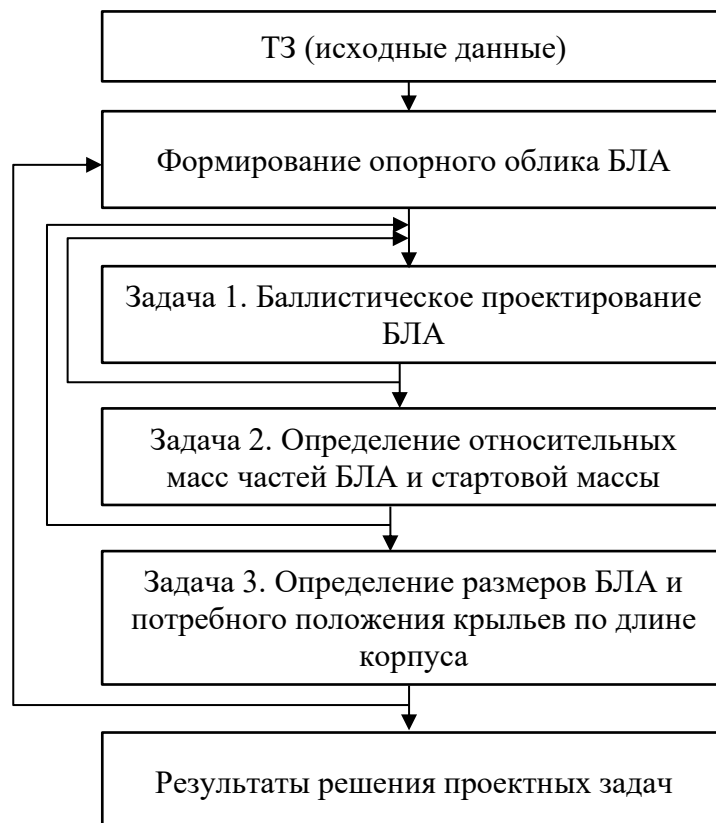 ТЗ (исходные данные)
Формирование опорного облика БЛА
Задача 1. Баллистическое проектирование
БЛА
Задача 2. Определение относительных
масс частей БЛА и стартовой массы
Задача 3. Определение размеров БЛА и
потребного положения крыльев по длине
корпуса
Результаты решения проектных задач